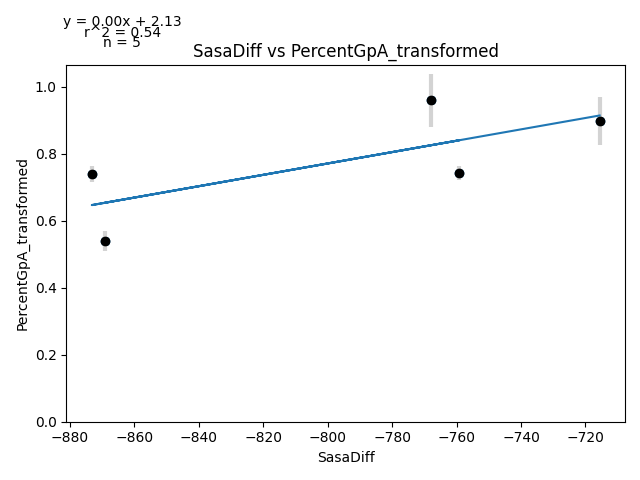 y = 0.00x + 2.13
r^2 = 0.54
n = 5
SasaDiff vs PercentGpA_transformed
1.0
0.8
0.6
0.4
0.2
0.0
PercentGpA_transformed
−880 −860 −840 −820 −800 −780 −760 −740 −720
SasaDiff